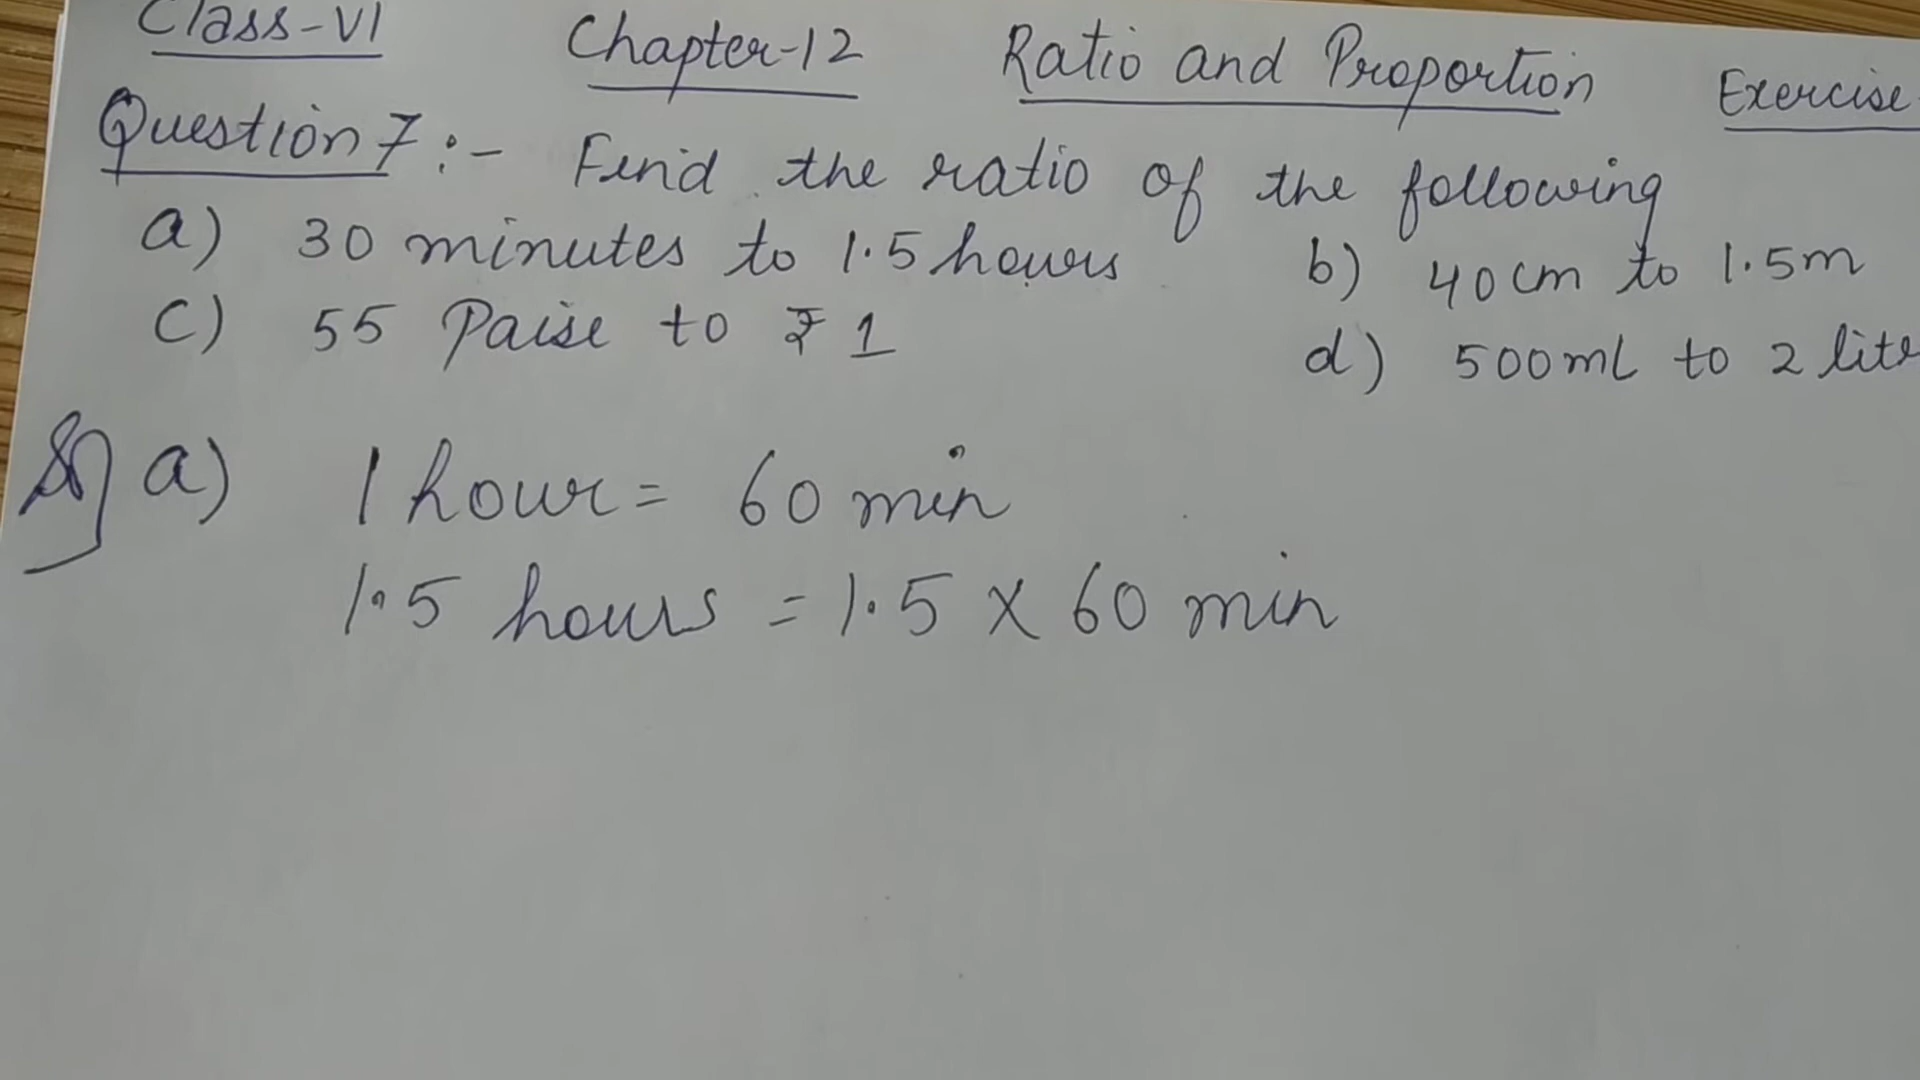 Class-VI Chapter-12 Ratio and Proportion Exercise
Question 7:- Find the ratio of the following
a) 30 minutes to 1.5 hours b) 40 cm to 1.5m
c) 55 Paise to ₹ 1 d) 500mL to 2 lite
a) 1 hour = 60 min
1.5 hours = 1.5 x 60 min